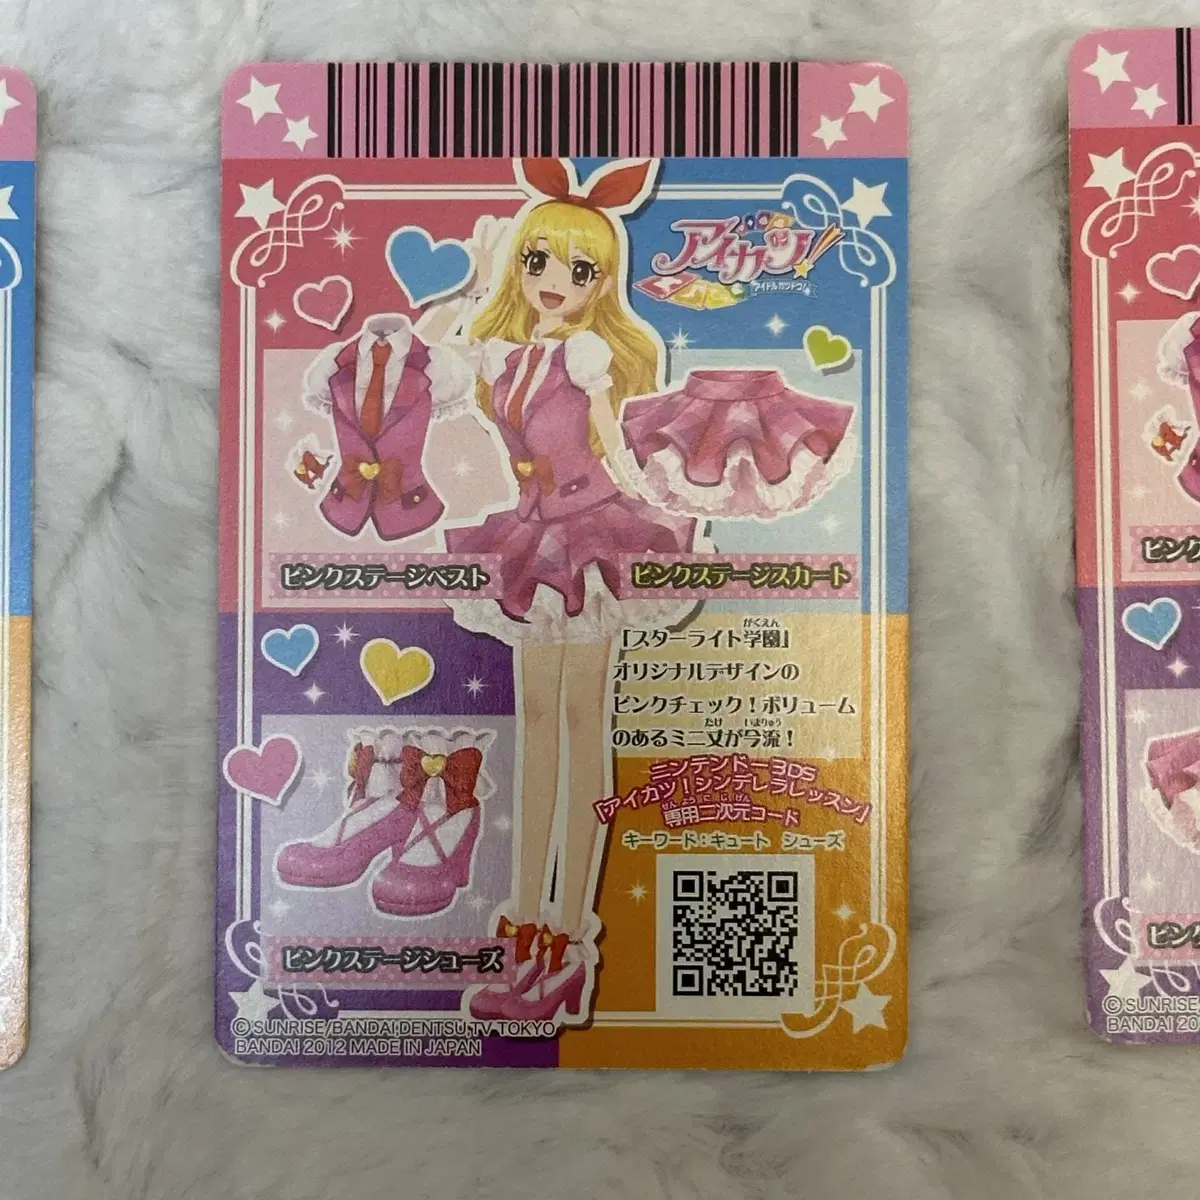 アイカツ!
アイドルカツドウ!
ピンクステージベスト
ピンクステージスカート
がくえん
「スターライト学園」
オリジナルデザインの
ピンクチェック!ボリューム
たけ いまりゅう
のあるミニ丈が今流!
ニンテンドー3DS
「アイカツ!シンデレラレッスン」
せんよう に じ げん
専用二次元コード
キーワード:キュート シューズ
ピンクステージシューズ
©SUNRISE/BANDAI,DENTSU,TV TOKYO
BANDAI 2012 MADE IN JAPAN
ピンク
ピン
©SUNRISE
BANDAI 20